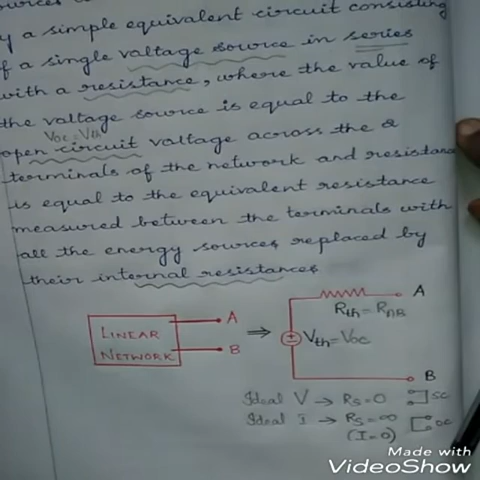 y a simple equivalent circuit consisting
f a single voltage source in series
with a resistance, where the value of
the voltage source is equal to the
Voc = Vth
open circuit voltage across the 2
terminals of the network and resistance
is equal to the equivalent resistance
measured between the terminals with
all the energy sources replaced by
their internal resistances
LINEAR NETWORK
A
B
⇒
Rth = RAB
A
Vth = Voc
B
Ideal V → Rs = 0 SC
Ideal I → Rs = ∞ OC
(I = 0)
Made with
VideoShow